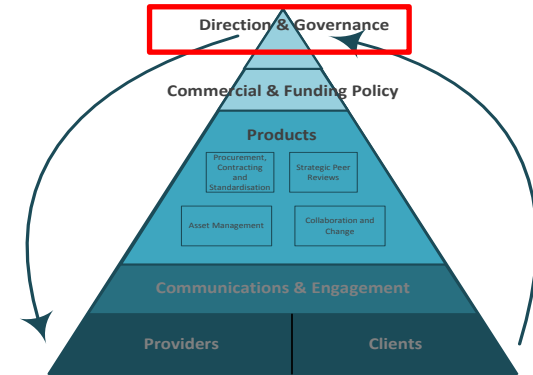 Direction & Governance
Commercial & Funding Policy
Products
Procurement,
Contracting
and
Standardisation
Strategic Peer
Reviews
Asset Management
Collaboration and
Change
Communications & Engagement
Providers
Clients